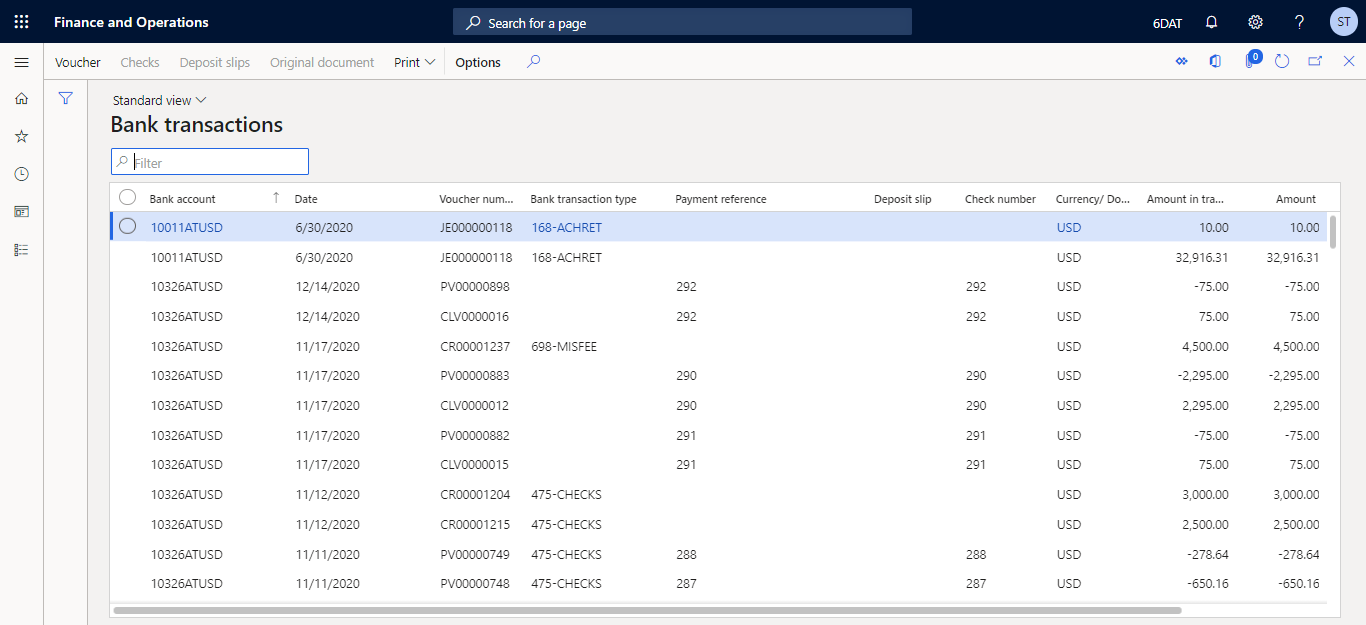 Finance and Operations
Search for a page
6DAT
ST
Voucher Checks Deposit slips Original document Print Options
0
Standard view
Bank transactions
Filter
Bank account Date Voucher num... Bank transaction type Payment reference Deposit slip Check number Currency/ Do... Amount in tra... Amount
10011ATUSD 6/30/2020 JE000000118 168-ACHRET USD 10.00 10.00
10011ATUSD 6/30/2020 JE000000118 168-ACHRET USD 32,916.31 32,916.31
10326ATUSD 12/14/2020 PV00000898 292 292 USD -75.00 -75.00
10326ATUSD 12/14/2020 CLV0000016 292 292 USD 75.00 75.00
10326ATUSD 11/17/2020 CR00001237 698-MISFEE USD 4,500.00 4,500.00
10326ATUSD 11/17/2020 PV00000883 290 290 USD -2,295.00 -2,295.00
10326ATUSD 11/17/2020 CLV0000012 290 290 USD 2,295.00 2,295.00
10326ATUSD 11/17/2020 PV00000882 291 291 USD -75.00 -75.00
10326ATUSD 11/17/2020 CLV0000015 291 291 USD 75.00 75.00
10326ATUSD 11/12/2020 CR00001204 475-CHECKS USD 3,000.00 3,000.00
10326ATUSD 11/12/2020 CR00001215 475-CHECKS USD 2,500.00 2,500.00
10326ATUSD 11/11/2020 PV00000749 475-CHECKS 288 288 USD -278.64 -278.64
10326ATUSD 11/11/2020 PV00000748 475-CHECKS 287 287 USD -650.16 -650.16